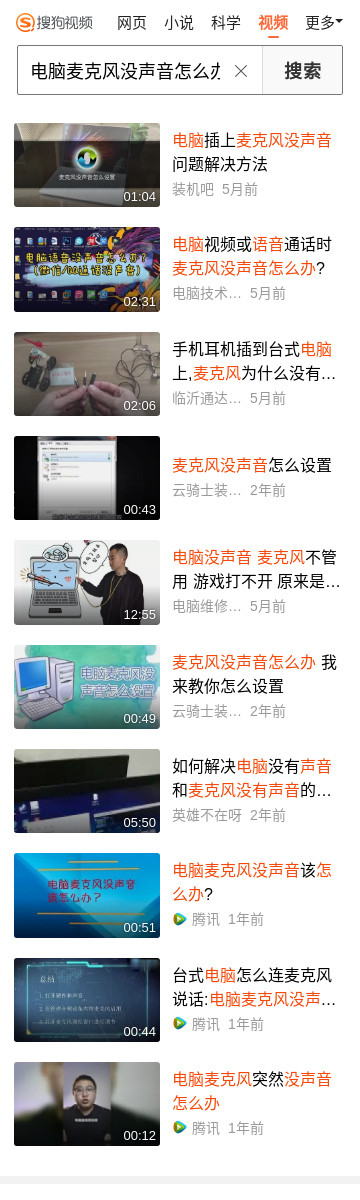 搜狗视频 网页 小说 科学 视频 更多
电脑麦克风没声音怎么办 搜索
电脑插上麦克风没声音
问题解决方法
装机吧 5月前
麦克风没声音怎么设置
01:04
电脑视频或语音通话时
麦克风没声音怎么办?
电脑技术... 5月前
电脑语音没声音怎么办?
(微信/QQ通话没声音)
02:31
手机耳机插到台式电脑
上,麦克风为什么没有...
临沂通达... 5月前
02:06
麦克风没声音怎么设置
云骑士装... 2年前
00:43
电脑没声音 麦克风不管
用 游戏打不开 原来是...
电脑维修... 5月前
12:55
麦克风没声音怎么办 我
来教你怎么设置
云骑士装... 2年前
电脑麦克风没
声音怎么设置
00:49
如何解决电脑没有声音
和麦克风没有声音的...
英雄不在呀 2年前
05:50
电脑麦克风没声音该怎
么办?
腾讯 1年前
电脑麦克风没声音
该怎么办?
00:51
台式电脑怎么连麦克风
说话:电脑麦克风没声...
腾讯 1年前
总结
00:44
电脑麦克风突然没声音
怎么办
腾讯 1年前
00:12